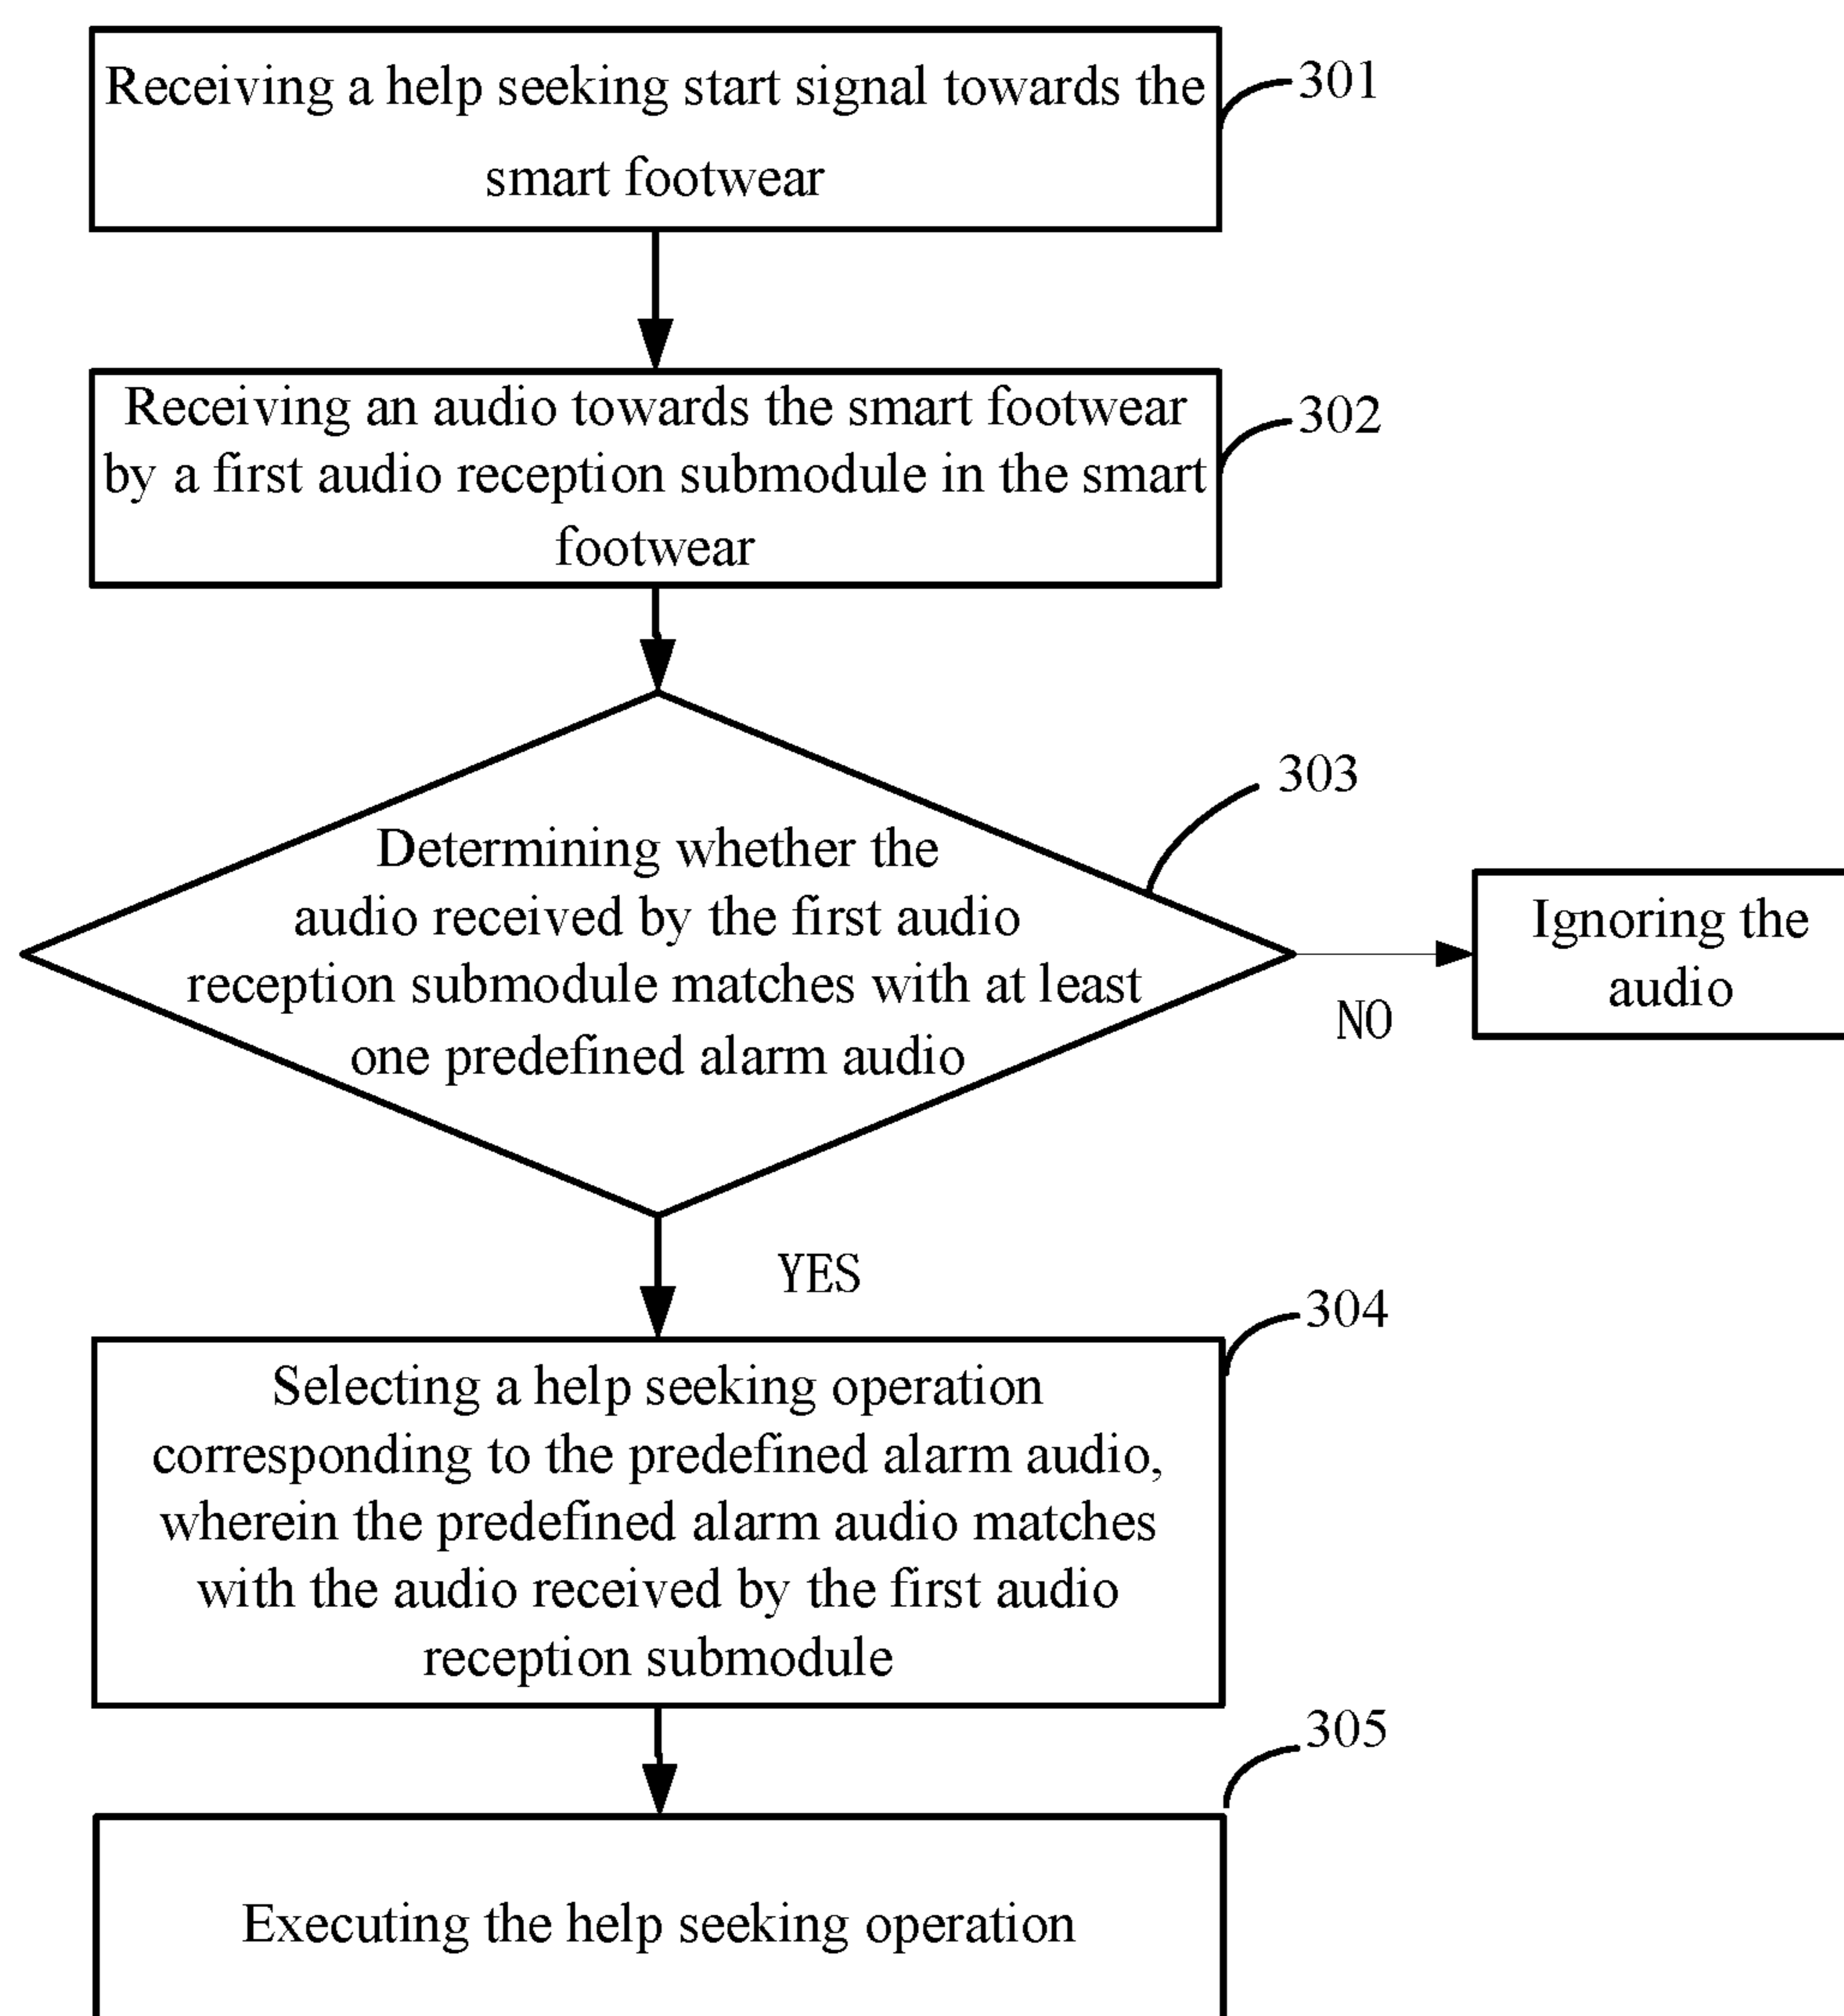 Receiving a help seeking start signal towards the
smart footwear
301
Receiving an audio towards the smart footwear
by a first audio reception submodule in the smart
footwear
302
303
Determining whether the
audio received by the first audio
reception submodule matches with at least
one predefined alarm audio
Ignoring the
audio
NO
YES
304
Selecting a help seeking operation
corresponding to the predefined alarm audio,
wherein the predefined alarm audio matches
with the audio received by the first audio
reception submodule
305
Executing the help seeking operation